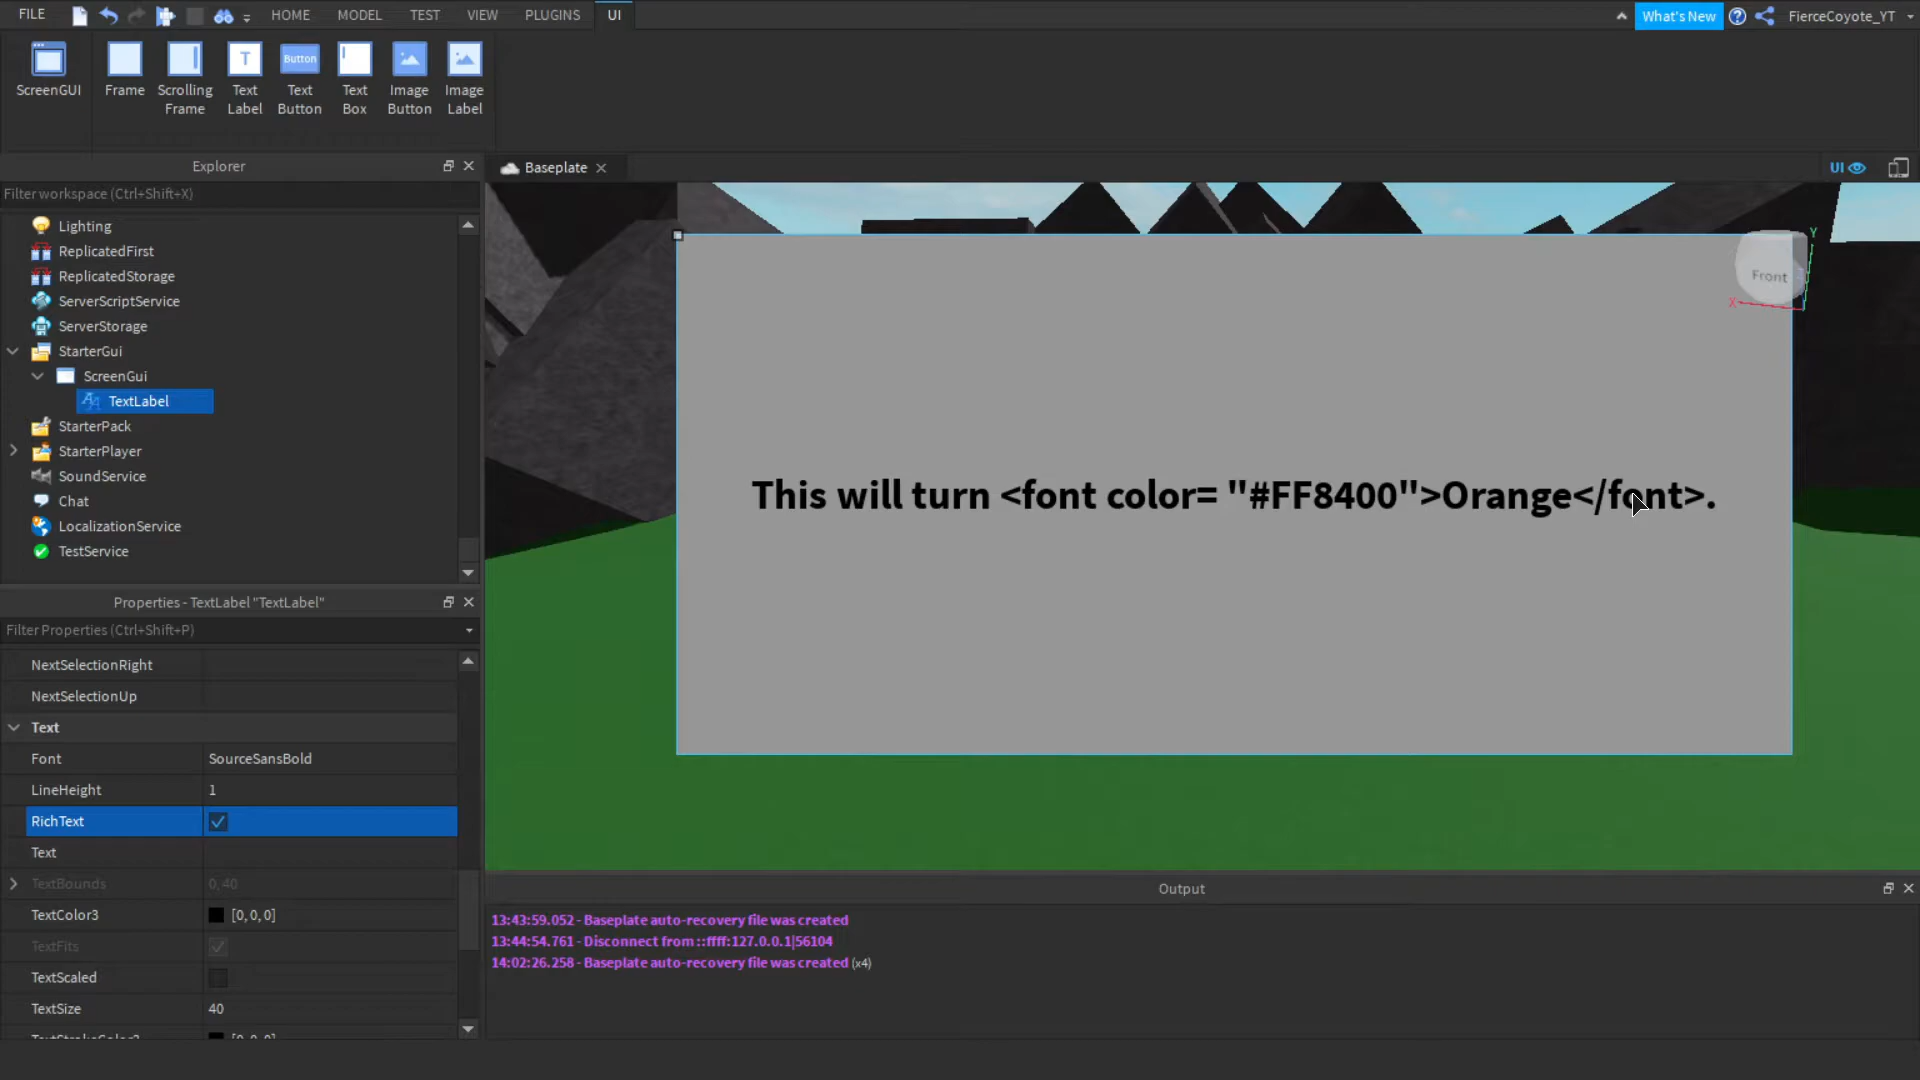 FILE
HOME
MODEL
TEST
VIEW
PLUGINS
UI
What's New
FierceCoyote_YT
ScreenGUI
Frame
Scrolling
Frame
T
Text
Label
Button
Text
Button
Text
Box
Image
Button
Image
Label
Explorer
Filter workspace (Ctrl+Shift+X)
Lighting
ReplicatedFirst
ReplicatedStorage
ServerScriptService
ServerStorage
StarterGui
ScreenGui
TextLabel
StarterPack
StarterPlayer
SoundService
Chat
LocalizationService
TestService
Properties - TextLabel "TextLabel"
Filter Properties (Ctrl+Shift+P)
NextSelectionRight
NextSelectionUp
Text
Font SourceSansBold
LineHeight 1
RichText
Text
TextBounds 0, 40
TextColor3 [0, 0, 0]
TextFits
TextScaled
TextSize 40
Baseplate
UI
Front
Y
X
This will turn <font color= "#FF8400">Orange</font>.
Output
13:43:59.052 - Baseplate auto-recovery file was created
13:44:54.761 - Disconnect from ::ffff:127.0.0.1|56104
14:02:26.258 - Baseplate auto-recovery file was created (x4)